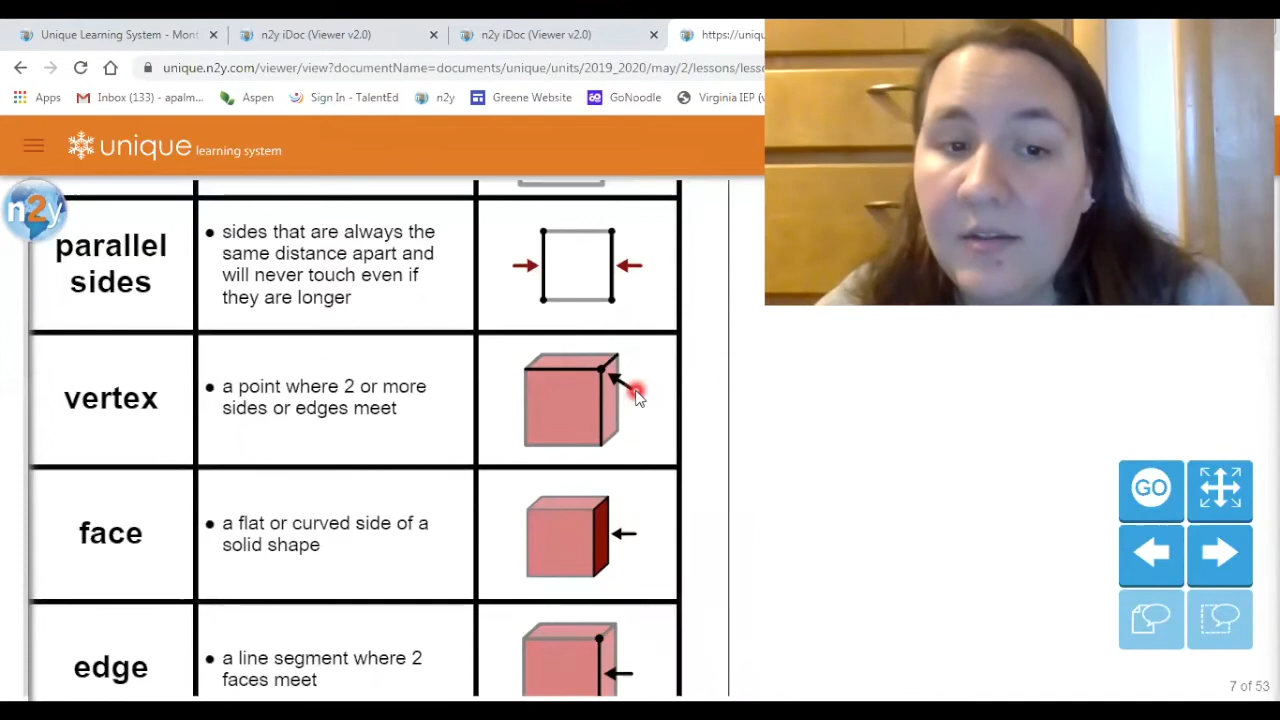 Unique Learning System - Mont
n2y iDoc (Viewer v2.0)
n2y iDoc (Viewer v2.0)
https://uniqu
unique.n2y.com/viewer/view?documentName=documents/unique/units/2019_2020/may/2/lessons/less
Apps
Inbox (133) - apalm...
Aspen
Sign In - TalentEd
n2y
Greene Website
GoNoodle
Virginia IEP (v
unique learning system
n2y
parallel
sides
• sides that are always the
same distance apart and
will never touch even if
they are longer
vertex
• a point where 2 or more
sides or edges meet
face
• a flat or curved side of a
solid shape
edge
• a line segment where 2
faces meet
GO
7 of 53